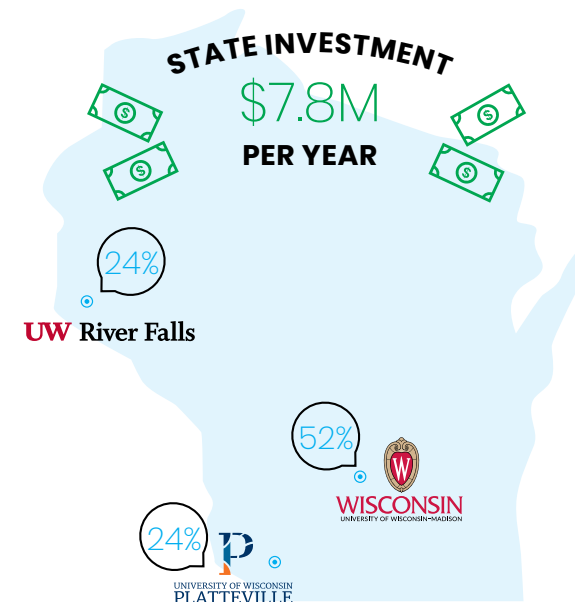 STATE INVESTMENT
$7.8M
PER YEAR
$
$
$
$
24%
UW River Falls
52%
W
WISCONSIN
UNIVERSITY OF WISCONSIN–MADISON
24%
P
UNIVERSITY OF WISCONSIN
PLATTEVILLE